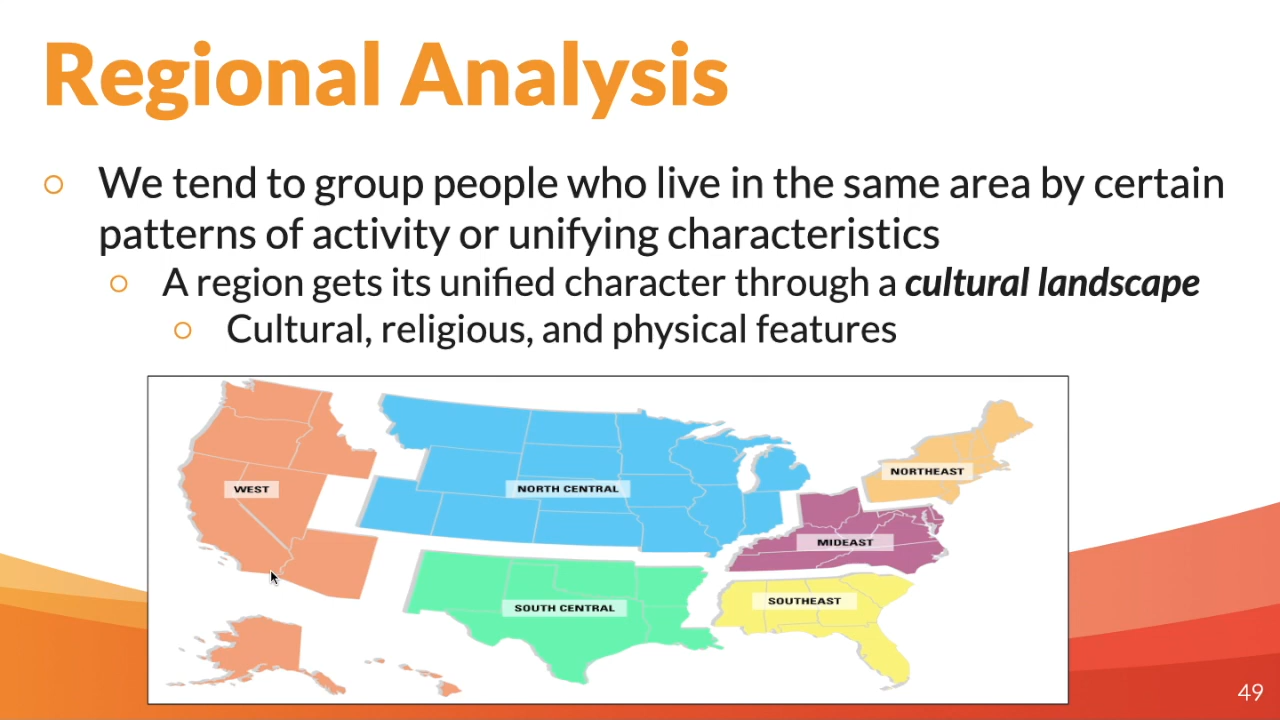 Regional Analysis
○ We tend to group people who live in the same area by certain
patterns of activity or unifying characteristics
○ A region gets its unified character through a cultural landscape
○ Cultural, religious, and physical features
WEST
NORTH CENTRAL
NORTHEAST
MIDEAST
SOUTH CENTRAL
SOUTHEAST
49